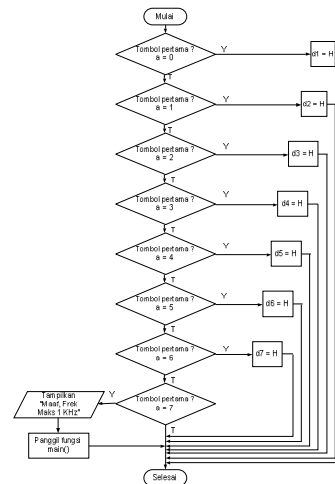 Mulai
Tombol pertama ?
a = 0
Y
d1 = H
T
Tombol pertama ?
a = 1
Y
d2 = H
T
Tombol pertama ?
a = 2
Y
d3 = H
T
Tombol pertama ?
a = 3
Y
d4 = H
T
Tombol pertama ?
a = 4
Y
d5 = H
T
Tombol pertama ?
a = 5
Y
d6 = H
T
Tombol pertama ?
a = 6
Y
d7 = H
T
Tombol pertama ?
a = 7
Y
Tampilkan
"Maaf, Frek
Maks 1 KHz"
T
Panggil fungsi
main()
Selesai